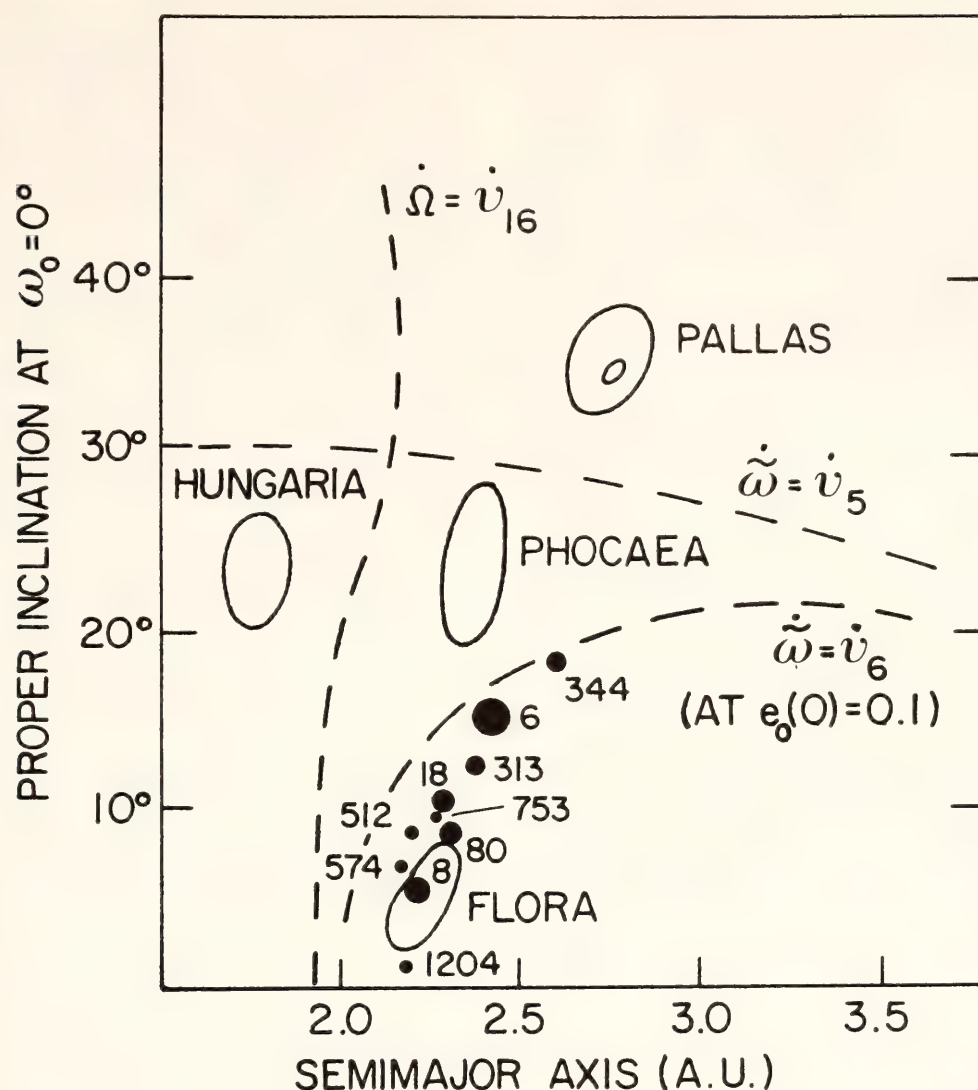 PROPER INCLINATION AT ω₀=0°
40°
30°
20°
10°
Ω̇= υ̇₁₆
PALLAS
HUNGARIA
ω̃̇= υ̇₅
PHOCAEA
ω̃̇= υ̇₆
(AT e₀(0)=0.1)
344
6
313
18
753
512
80
574
8
FLORA
1204
2.0 2.5 3.0 3.5
SEMIMAJOR AXIS (A.U.)